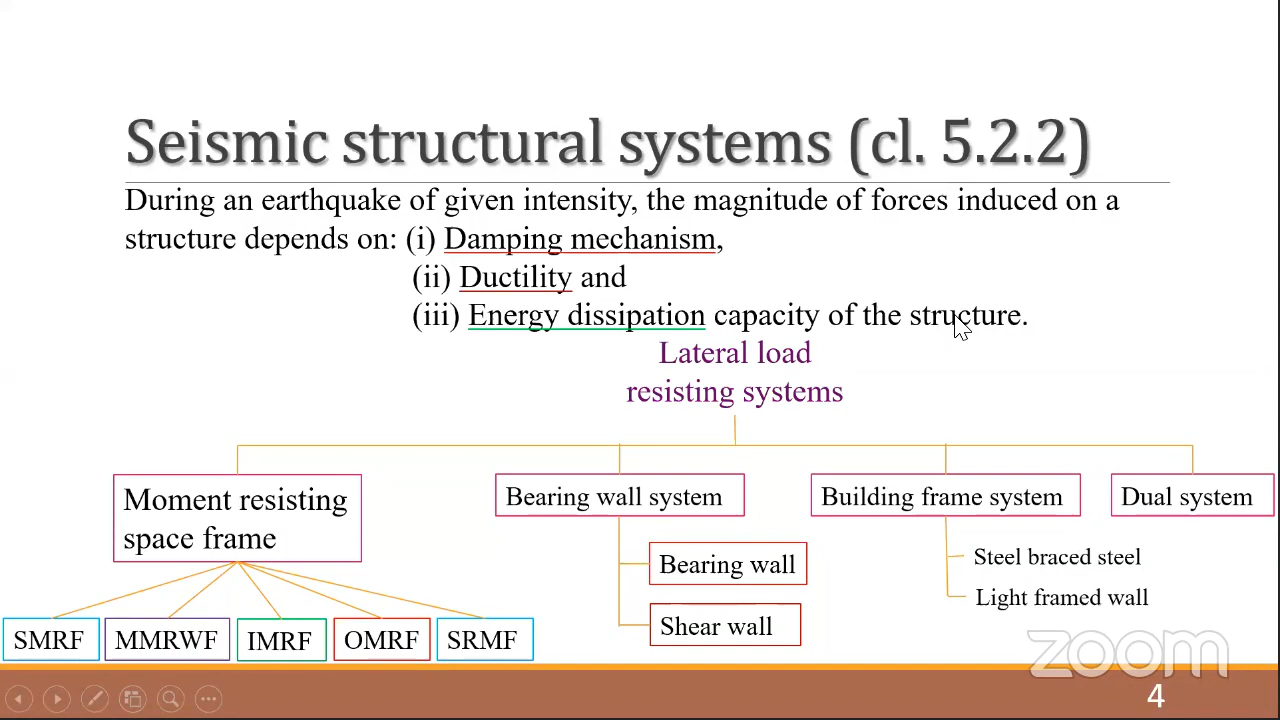 Seismic structural systems (cl. 5.2.2)
During an earthquake of given intensity, the magnitude of forces induced on a
structure depends on: (i) Damping mechanism,
(ii) Ductility and
(iii) Energy dissipation capacity of the structure.
Lateral load
resisting systems
Moment resisting
space frame
Bearing wall system
Building frame system
Dual system
Bearing wall
Shear wall
Steel braced steel
Light framed wall
SMRF
MMRWF
IMRF
OMRF
SRMF
zoom
4